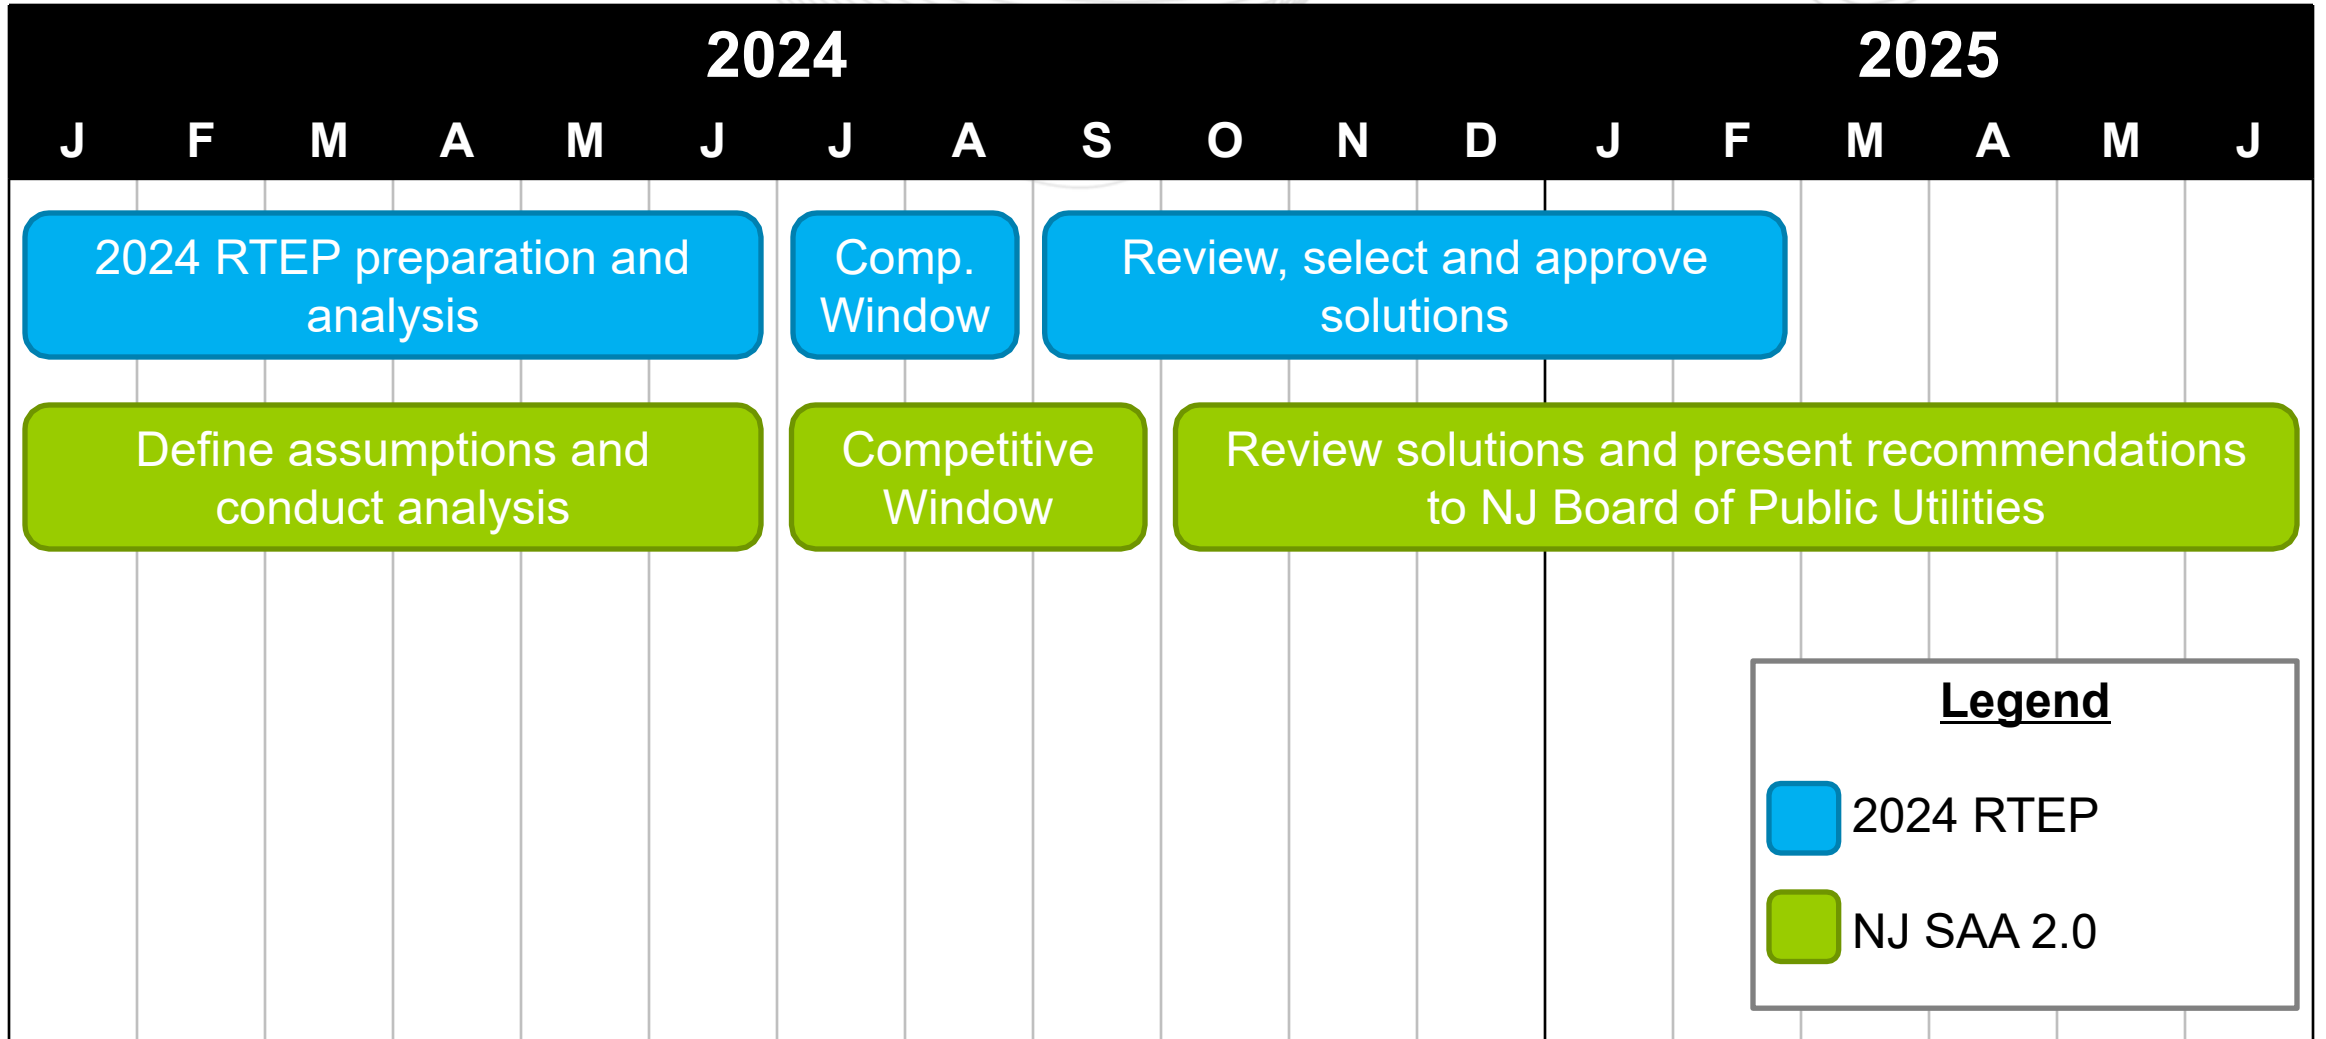 2024 2025
J F M A M J J A S O N D J F M A M J
2024 RTEP preparation and
analysis
Comp.
Window
Review, select and approve
solutions
Define assumptions and
conduct analysis
Competitive
Window
Review solutions and present recommendations
to NJ Board of Public Utilities
Legend
2024 RTEP
NJ SAA 2.0